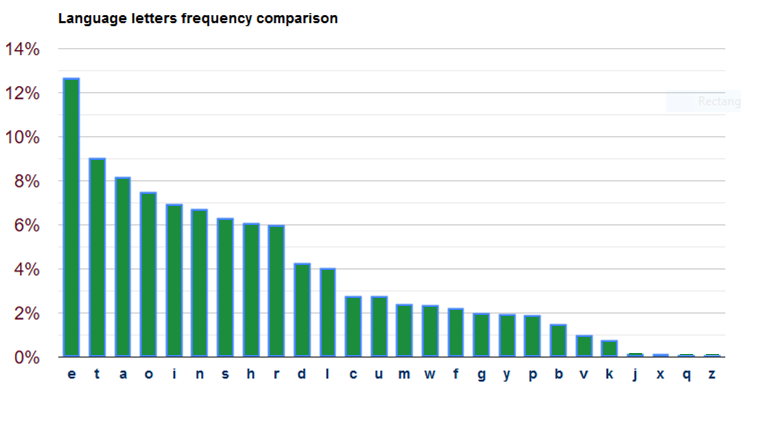 Language letters frequency comparison
14%
12%
Rectang
10%
8%
6%
4%
2%
0%
e t a o i n s h r d l c u m w f g y p b v k j x q z